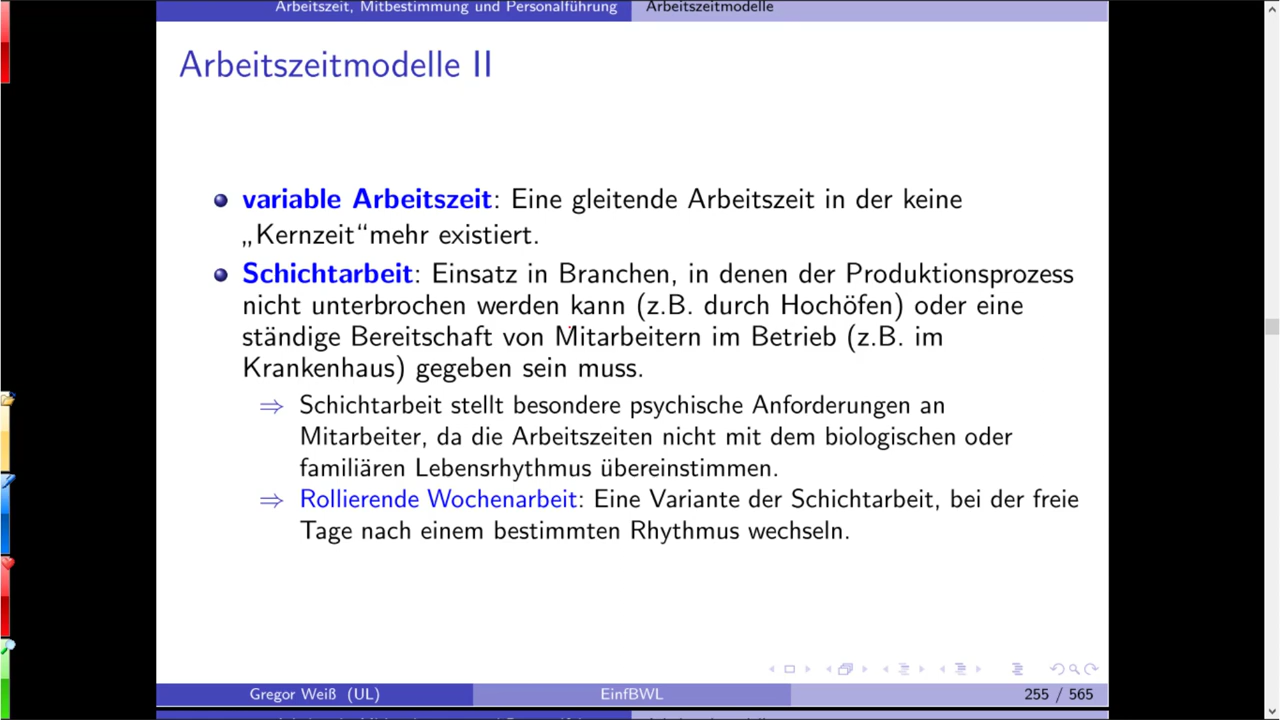 Arbeitszeit, Mitbestimmung und Personalführung Arbeitszeitmodelle
Arbeitszeitmodelle II
variable Arbeitszeit: Eine gleitende Arbeitszeit in der keine
„Kernzeit“mehr existiert.
Schichtarbeit: Einsatz in Branchen, in denen der Produktionsprozess
nicht unterbrochen werden kann (z.B. durch Hochöfen) oder eine
ständige Bereitschaft von Mitarbeitern im Betrieb (z.B. im
Krankenhaus) gegeben sein muss.
⇒ Schichtarbeit stellt besondere psychische Anforderungen an
Mitarbeiter, da die Arbeitszeiten nicht mit dem biologischen oder
familiären Lebensrhythmus übereinstimmen.
⇒ Rollierende Wochenarbeit: Eine Variante der Schichtarbeit, bei der freie
Tage nach einem bestimmten Rhythmus wechseln.
Gregor Weiß (UL) EinfBWL 255 / 565